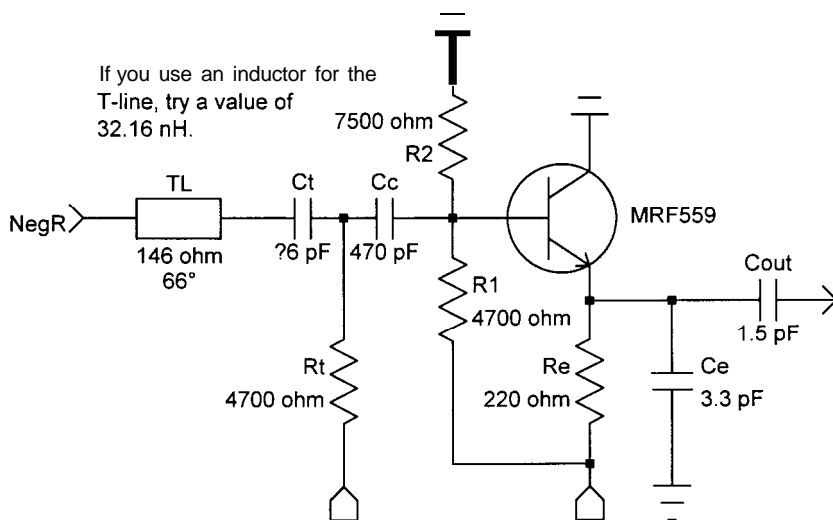 If you use an inductor for the
T-line, try a value of
32.16 nH.
7500 ohm
R2
TL
Ct
Cc
NegR
MRF559
146 ohm
66°
?6 pF
470 pF
R1
4700 ohm
Cout
1.5 pF
Rt
4700 ohm
Re
220 ohm
Ce
3.3 pF